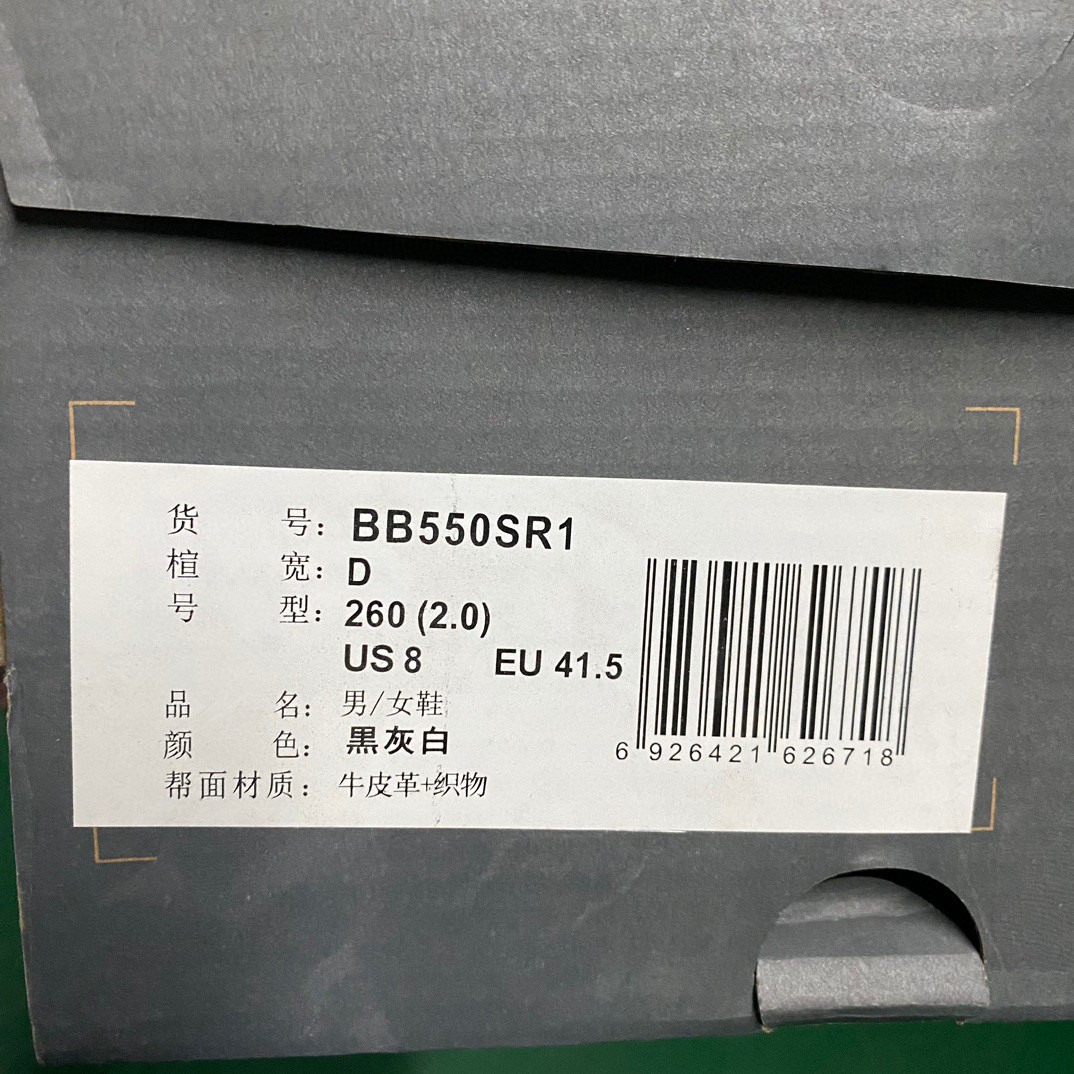 货 号: BB550SR1
楦 宽: D
号 型: 260 (2.0)
US 8 EU 41.5
品 名: 男/女鞋
颜 色: 黑灰白
帮面材质: 牛皮革+织物
6 926421 626718